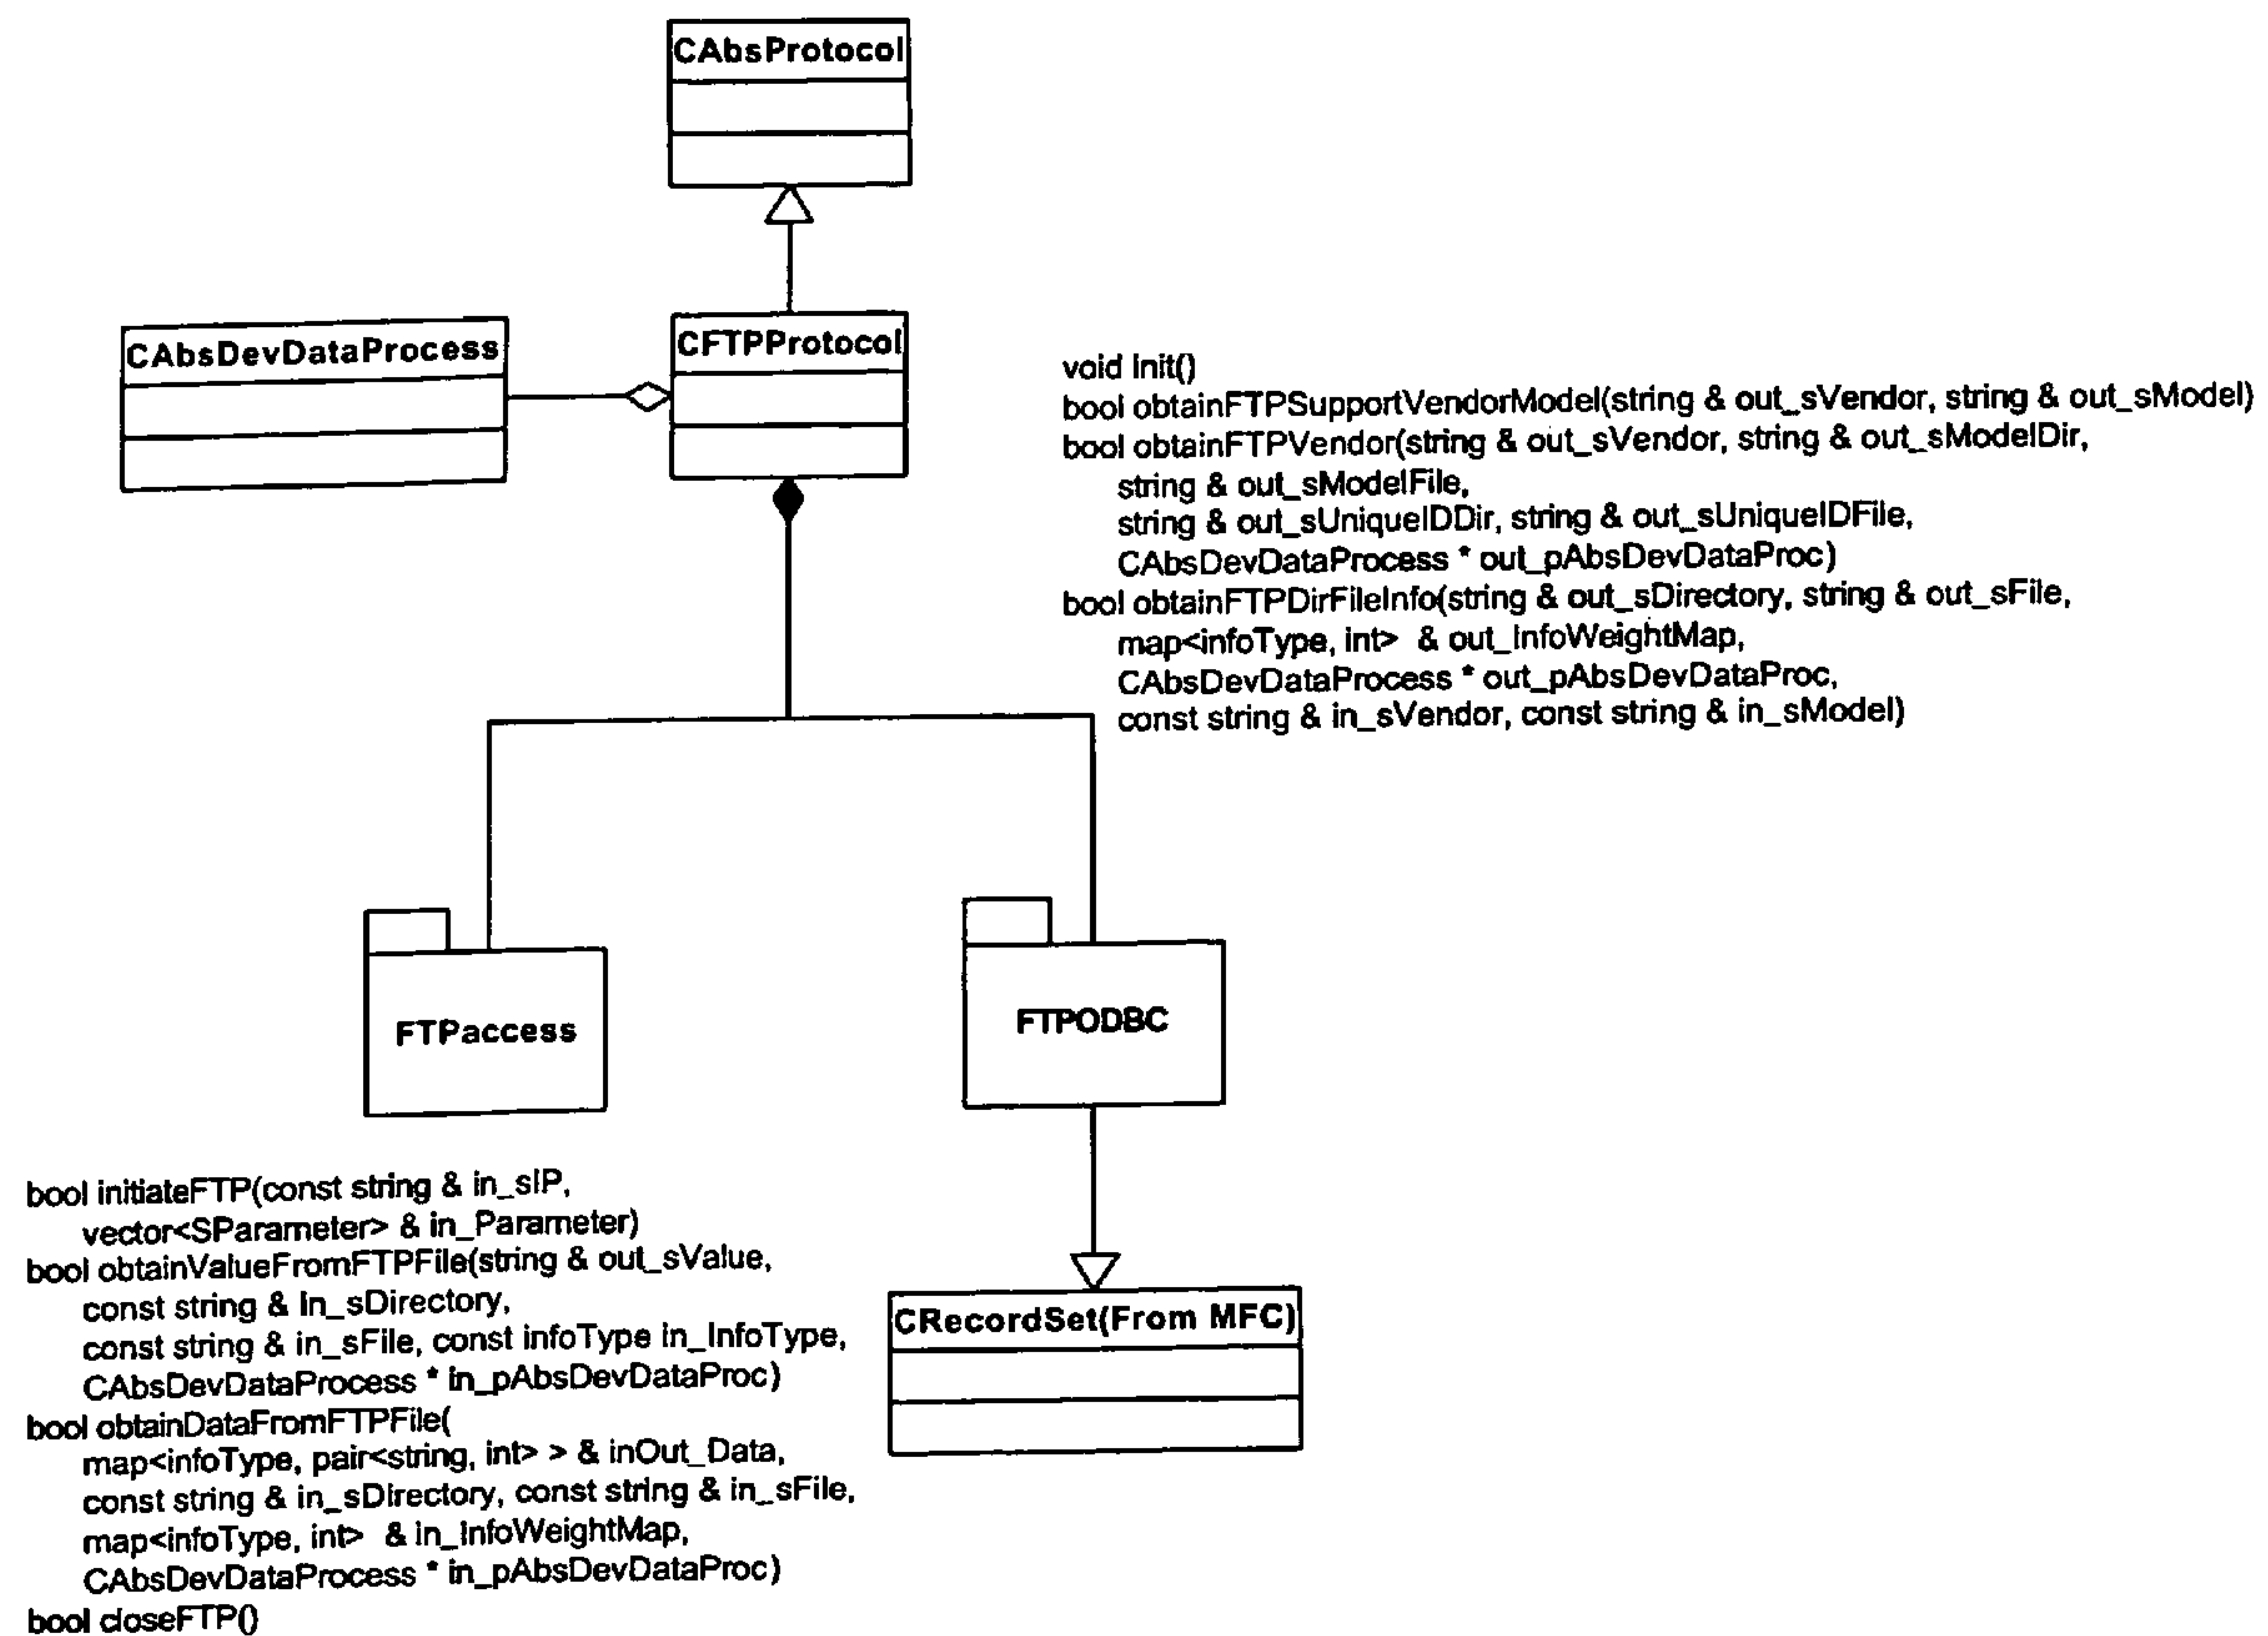 CAbsProtocol
CAbsDevDataProcess
CFTPProtocol
void Init()
bool obtainFTPSupportVendorModel(string & out_sVendor, string & out_sModel)
bool obtainFTPVendor(string & out_sVendor, string & out_sModelDir,
string & out_sModelFile,
string & out_sUniqueIDDir, string & out_sUniqueIDFile,
CAbsDevDataProcess * out_pAbsDevDataProc)
bool obtainFTPDirFileInfo(string & out_sDirectory, string & out_sFile,
map<infoType, int> & out_InfoWeightMap,
CAbsDevDataProcess * out_pAbsDevDataProc,
const string & in_sVendor, const string & in_sModel)
FTPaccess
FTPODBC
bool initiateFTP(const string & in_sIP,
vector<SParameter> & in_Parameter)
bool obtainValueFromFTPFile(string & out_sValue,
const string & in_sDirectory,
const string & in_sFile, const infoType in_InfoType,
CAbsDevDataProcess * in_pAbsDevDataProc)
bool obtainDataFromFTPFile(
map<infoType, pair<string, int> > & inOut_Data,
const string & in_sDirectory, const string & in_sFile,
map<infoType, int> & in_InfoWeightMap,
CAbsDevDataProcess * in_pAbsDevDataProc)
bool closeFTP()
CRecordSet(From MFC)